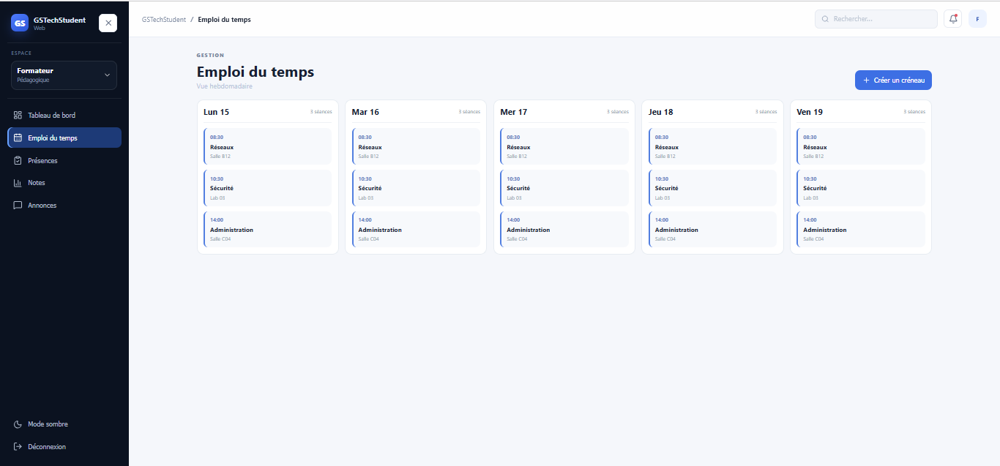 GS
GSTechStudent
Web
ESPACE
Formateur
Pédagogique
Tableau de bord
Emploi du temps
Présences
Notes
Annonces
Mode sombre
Déconnexion
GSTechStudent / Emploi du temps
Rechercher...
F
GESTION
Emploi du temps
Vue hebdomadaire
+ Créer un créneau
Lun 15
3 séances
08:30
Réseaux
Salle B12
10:30
Sécurité
Lab 03
14:00
Administration
Salle C04
Mar 16
3 séances
08:30
Réseaux
Salle B12
10:30
Sécurité
Lab 03
14:00
Administration
Salle C04
Mer 17
3 séances
08:30
Réseaux
Salle B12
10:30
Sécurité
Lab 03
14:00
Administration
Salle C04
Jeu 18
3 séances
08:30
Réseaux
Salle B12
10:30
Sécurité
Lab 03
14:00
Administration
Salle C04
Ven 19
3 séances
08:30
Réseaux
Salle B12
10:30
Sécurité
Lab 03
14:00
Administration
Salle C04